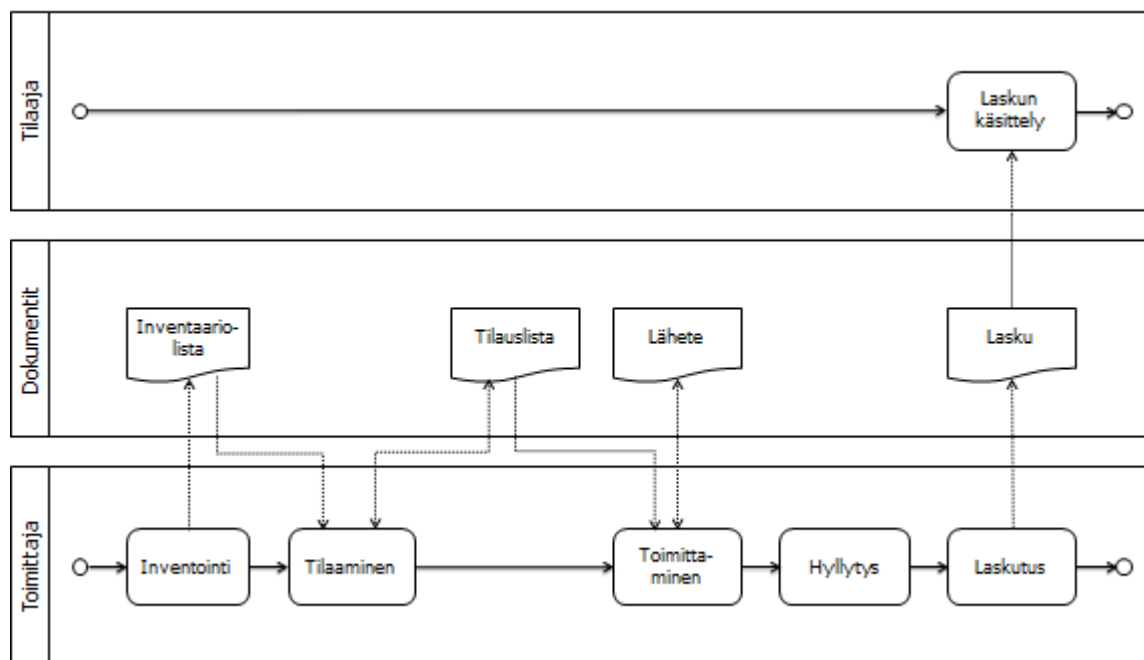 Tilaaja
Laskun
käsittely
Dokumentit
Inventaario-
lista
Tilauslista
Lähete
Lasku
Toimittaja
Inventointi
Tilaaminen
Toimitta-
minen
Hyllytys
Laskutus